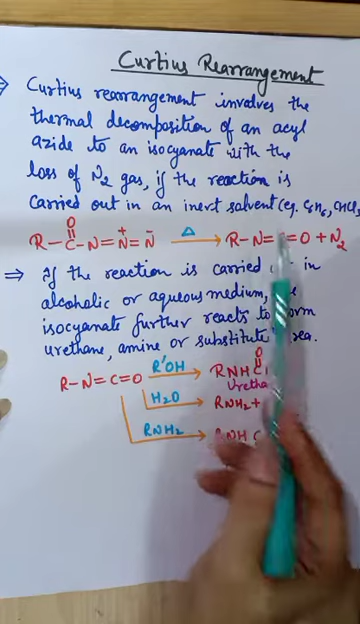 Curtius Rearrangement
⇒ Curtius rearrangement involves the
thermal decomposition of an acyl
azide to an isocyanate with the
loss of N₂ gas, if the reaction is
carried out in an inert solvent (eg. C₆H₆, CHCl₃
O
R-C-N=N⁺=N⁻ Δ→ R-N= =O + N₂
⇒ If the reaction is carried in
alcoholic or aqueous medium,
isocyanate further reacts to form
urethane, amine or substitute
R-N=C=O R'OH→ RNHC
O
Uretha
H₂O→ RNH₂ +
RNH₂→ RNH C